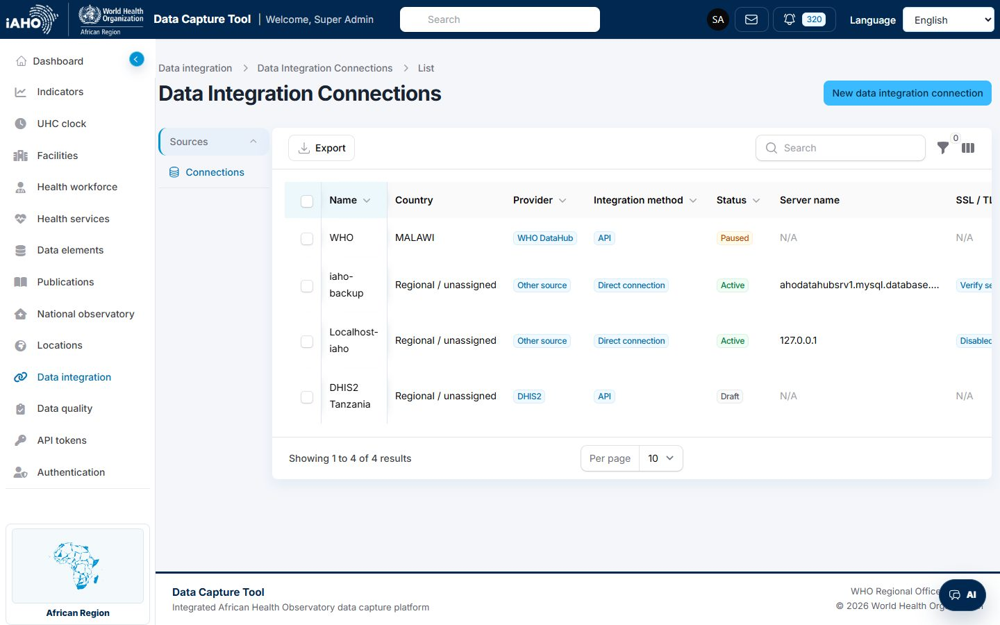 iAHO
World Health
Organization
African Region
Data Capture Tool | Welcome, Super Admin
Search
SA
320
Language
English
Dashboard
Indicators
UHC clock
Facilities
Health workforce
Health services
Data elements
Publications
National observatory
Locations
Data integration
Data quality
API tokens
Authentication
African Region
Data integration > Data Integration Connections > List
Data Integration Connections
New data integration connection
Sources
Connections
Export
Search
0
Name Country Provider Integration method Status Server name SSL / TL
WHO MALAWI WHO DataHub API Paused N/A N/A
iaho-
backup Regional / unassigned Other source Direct connection Active ahodatahubsrv1.mysql.database.... Verify se
Localhost-
iaho Regional / unassigned Other source Direct connection Active 127.0.0.1 Disabled
DHIS2
Tanzania Regional / unassigned DHIS2 API Draft N/A N/A
Showing 1 to 4 of 4 results
Per page 10
Data Capture Tool
Integrated African Health Observatory data capture platform
WHO Regional Office
© 2026 World Health Org
AI